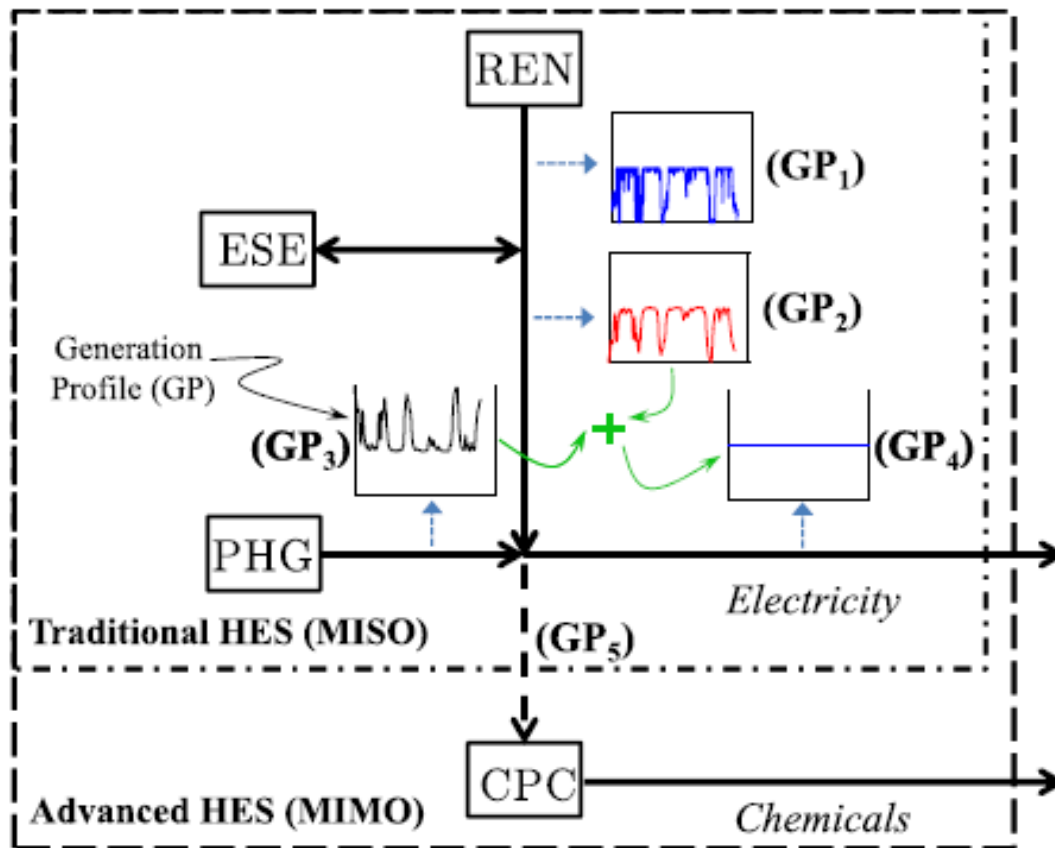 REN
(GP₁)
ESE
(GP₂)
Generation
Profile (GP)
(GP₃)
+
(GP₄)
PHG
Electricity
Traditional HES (MISO)
(GP₅)
CPC
Advanced HES (MIMO)
Chemicals